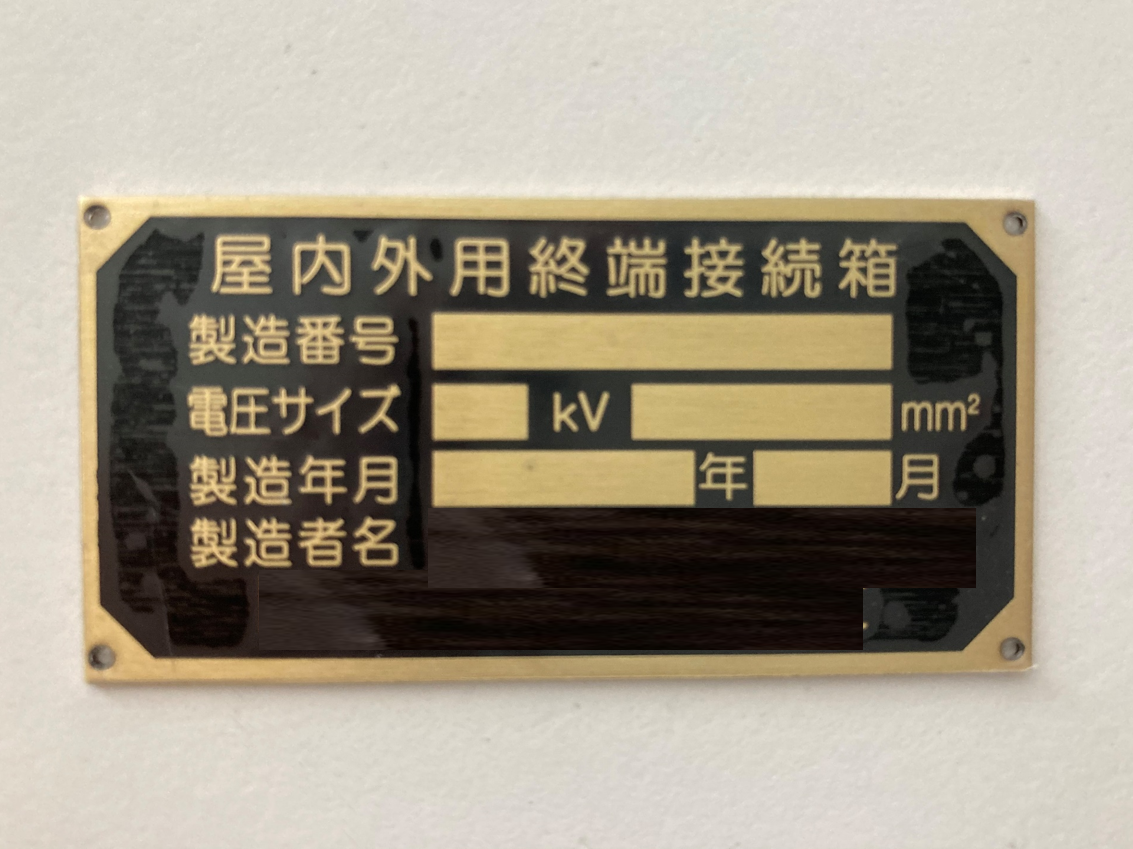 屋内外用終端接続箱
製造番号
電圧サイズ kV mm²
製造年月 年 月
製造者名